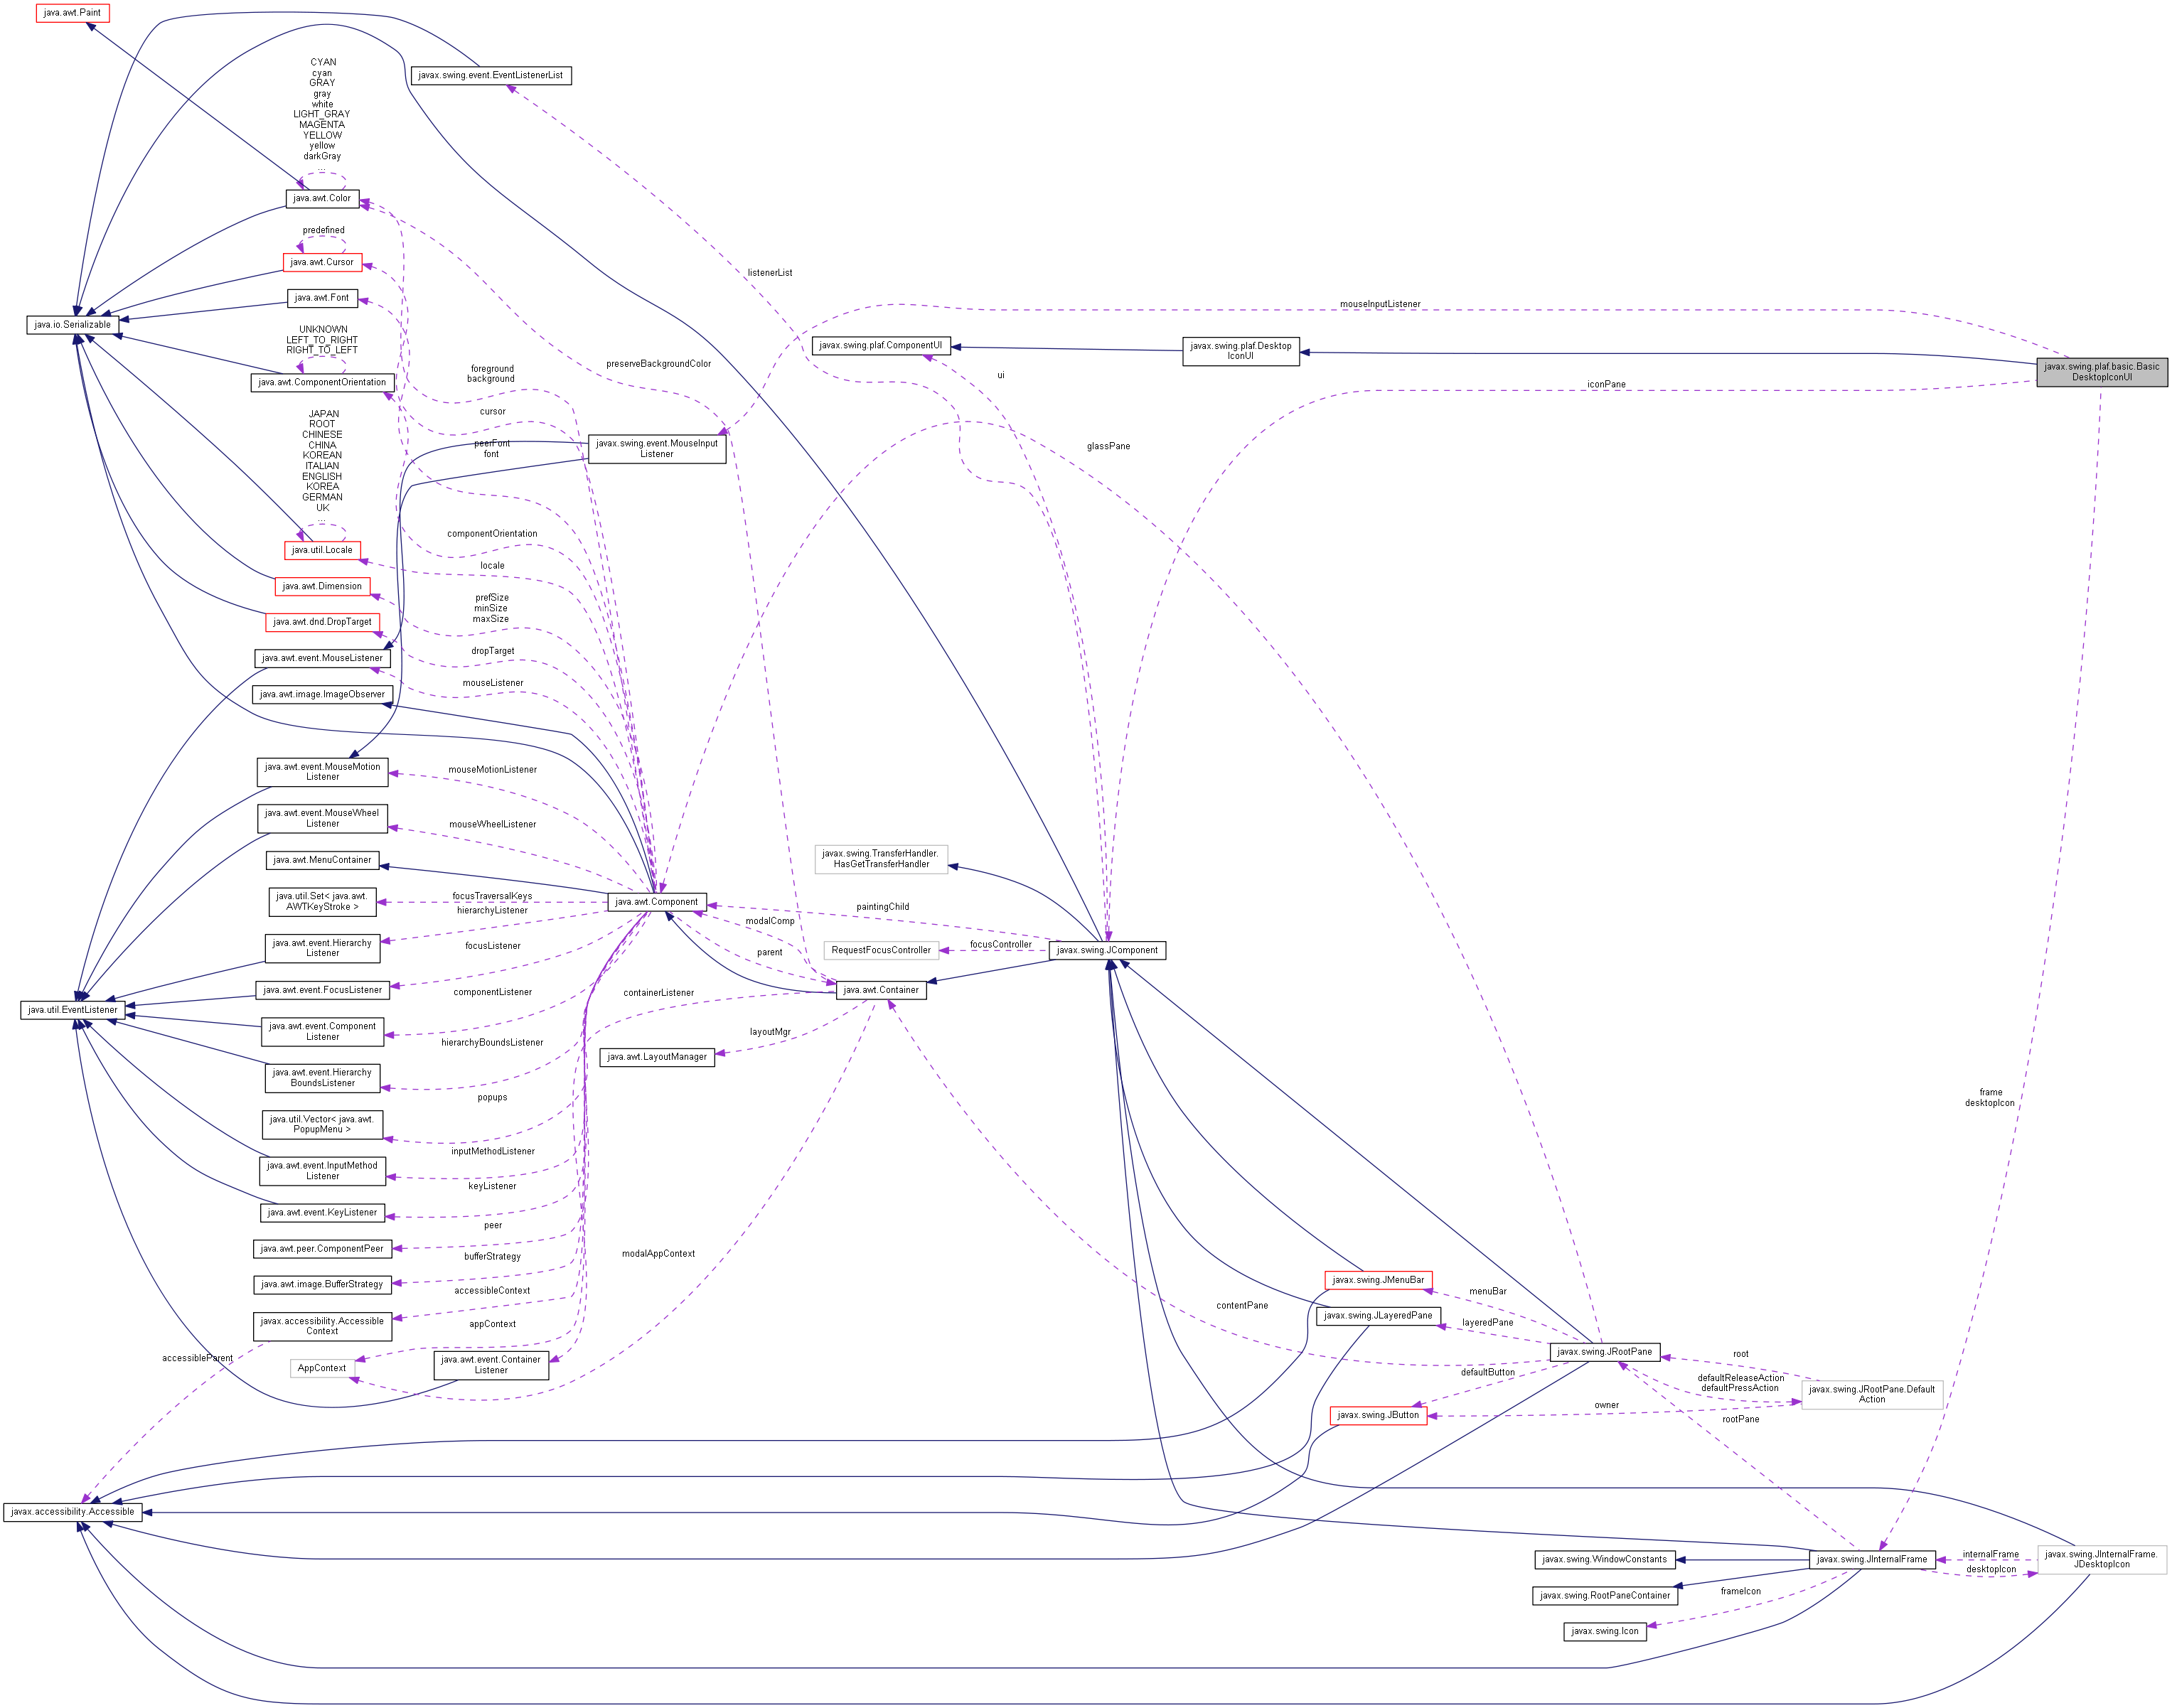 java.awt.Paint
CYAN
cyan
GRAY
gray
white
LIGHT_GRAY
MAGENTA
YELLOW
yellow
darkGray
...
javax.swing.event.EventListenerList
java.awt.Color
predefined
java.awt.Cursor
java.awt.Font
java.io.Serializable
UNKNOWN
LEFT_TO_RIGHT
RIGHT_TO_LEFT
java.awt.ComponentOrientation
JAPAN
ROOT
CHINESE
CHINA
KOREAN
ITALIAN
ENGLISH
KOREA
GERMAN
UK
...
java.util.Locale
java.awt.Dimension
java.awt.dnd.DropTarget
java.awt.event.MouseListener
java.awt.image.ImageObserver
java.awt.event.MouseMotion
Listener
java.awt.event.MouseWheel
Listener
java.awt.MenuContainer
java.util.Set< java.awt.
AWTKeyStroke >
java.awt.event.Hierarchy
Listener
java.awt.event.FocusListener
java.util.EventListener
java.awt.event.Component
Listener
java.awt.event.Hierarchy
BoundsListener
java.util.Vector< java.awt.
PopupMenu >
java.awt.event.InputMethod
Listener
java.awt.event.KeyListener
java.awt.peer.ComponentPeer
java.awt.image.BufferStrategy
javax.accessibility.Accessible
Context
accessibleParent
AppContext
java.awt.event.Container
Listener
javax.accessibility.Accessible
foreground
background
cursor
peerFont
font
componentOrientation
locale
prefSize
minSize
maxSize
dropTarget
mouseListener
mouseMotionListener
mouseWheelListener
focusTraversalKeys
hierarchyListener
focusListener
componentListener
hierarchyBoundsListener
popups
inputMethodListener
keyListener
peer
bufferStrategy
accessibleContext
appContext
javax.swing.event.MouseInput
Listener
preserveBackgroundColor
java.awt.Component
modalComp
parent
containerListener
layoutMgr
java.awt.LayoutManager
modalAppContext
listenerList
javax.swing.plaf.ComponentUI
javax.swing.TransferHandler.
HasGetTransferHandler
paintingChild
RequestFocusController
focusController
java.awt.Container
ui
javax.swing.JComponent
glassPane
javax.swing.plaf.Desktop
IconUI
mouseInputListener
iconPane
javax.swing.plaf.basic.Basic
DesktopIconUI
frame
desktopIcon
contentPane
javax.swing.JMenuBar
menuBar
javax.swing.JLayeredPane
layeredPane
javax.swing.JRootPane
root
defaultButton
defaultReleaseAction
defaultPressAction
javax.swing.JRootPane.Default
Action
javax.swing.JButton
owner
rootPane
javax.swing.WindowConstants
javax.swing.JInternalFrame
internalFrame
desktopIcon
javax.swing.JInternalFrame.
JDesktopIcon
javax.swing.RootPaneContainer
frameIcon
javax.swing.Icon